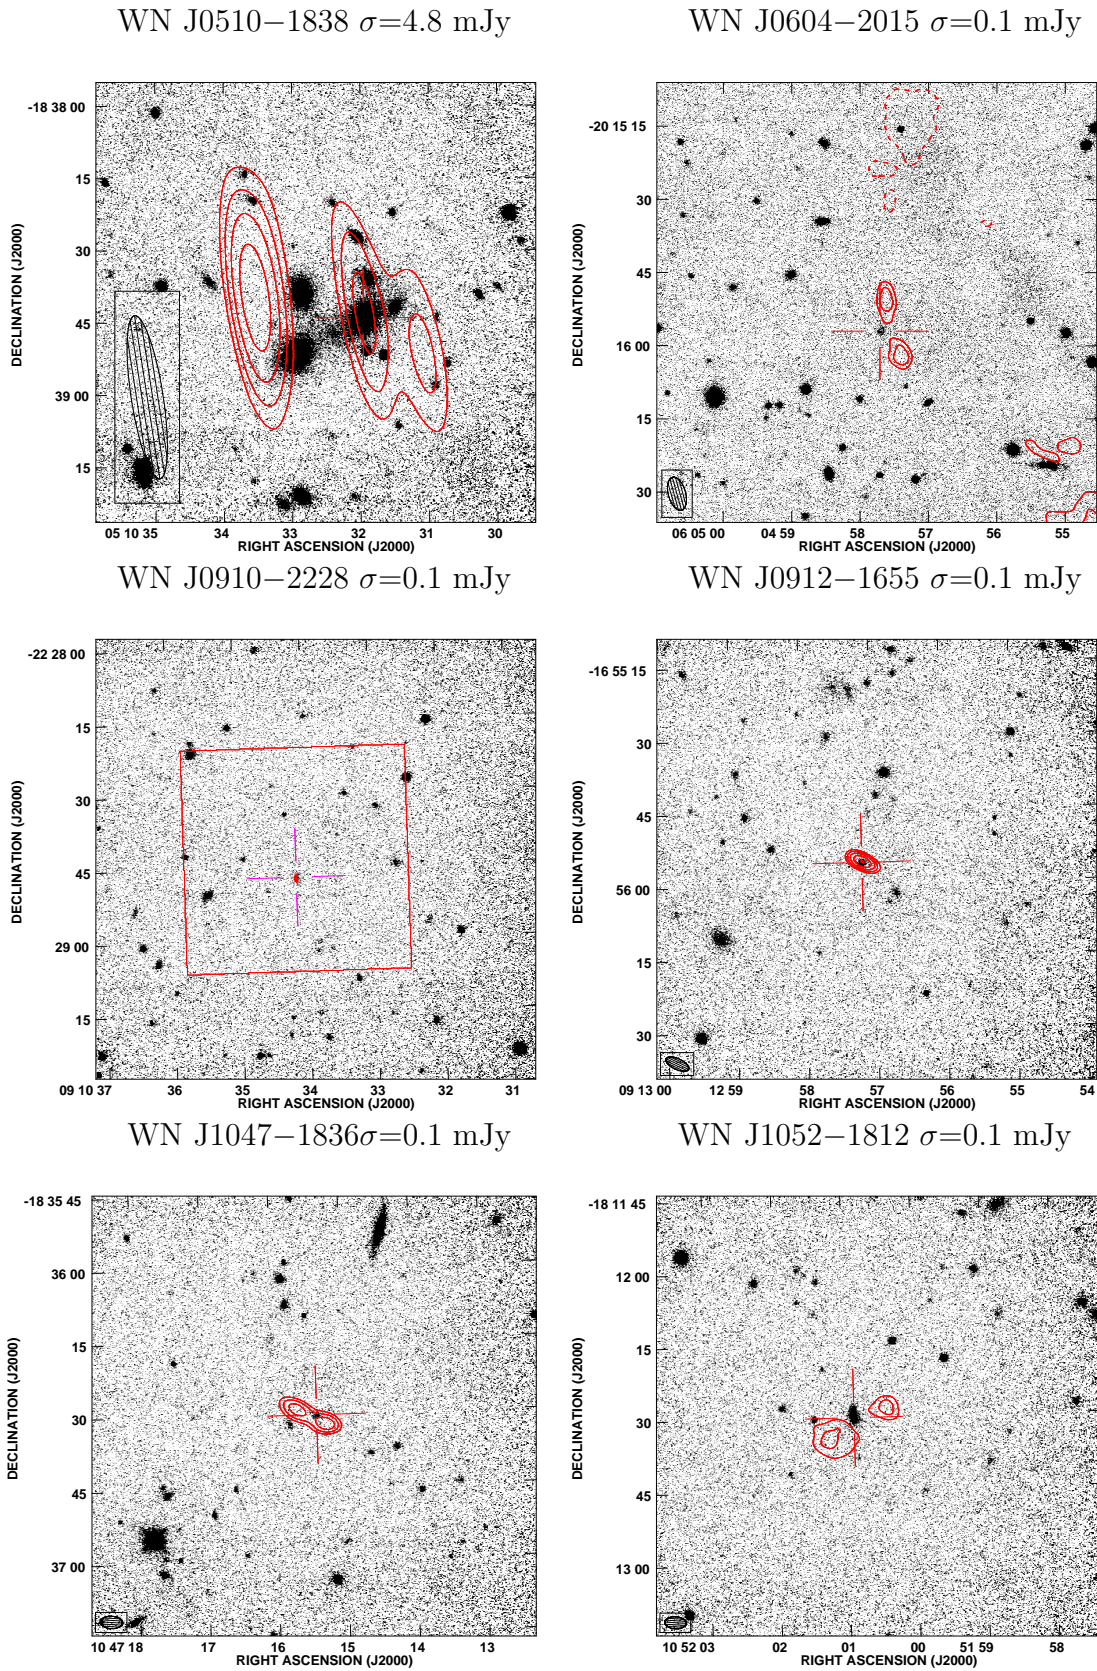 WN J0510−1838 σ=4.8 mJy
WN J0604−2015 σ=0.1 mJy
DECLINATION (J2000)
-18 38 00
15
30
45
39 00
15
05 10 35
34
33
32
31
30
RIGHT ASCENSION (J2000)
DECLINATION (J2000)
-20 15 15
30
45
16 00
15
30
06 05 00
04 59
58
57
56
55
RIGHT ASCENSION (J2000)
WN J0910−2228 σ=0.1 mJy
WN J0912−1655 σ=0.1 mJy
DECLINATION (J2000)
-22 28 00
15
30
45
29 00
15
09 10 37
36
35
34
33
32
31
RIGHT ASCENSION (J2000)
DECLINATION (J2000)
-16 55 15
30
45
56 00
15
30
09 13 00
12 59
58
57
56
55
54
RIGHT ASCENSION (J2000)
WN J1047−1836σ=0.1 mJy
WN J1052−1812 σ=0.1 mJy
DECLINATION (J2000)
-18 35 45
36 00
15
30
45
37 00
10 47 18
17
16
15
14
13
RIGHT ASCENSION (J2000)
DECLINATION (J2000)
-18 11 45
12 00
15
30
45
13 00
10 52 03
02
01
00
51 59
58
RIGHT ASCENSION (J2000)